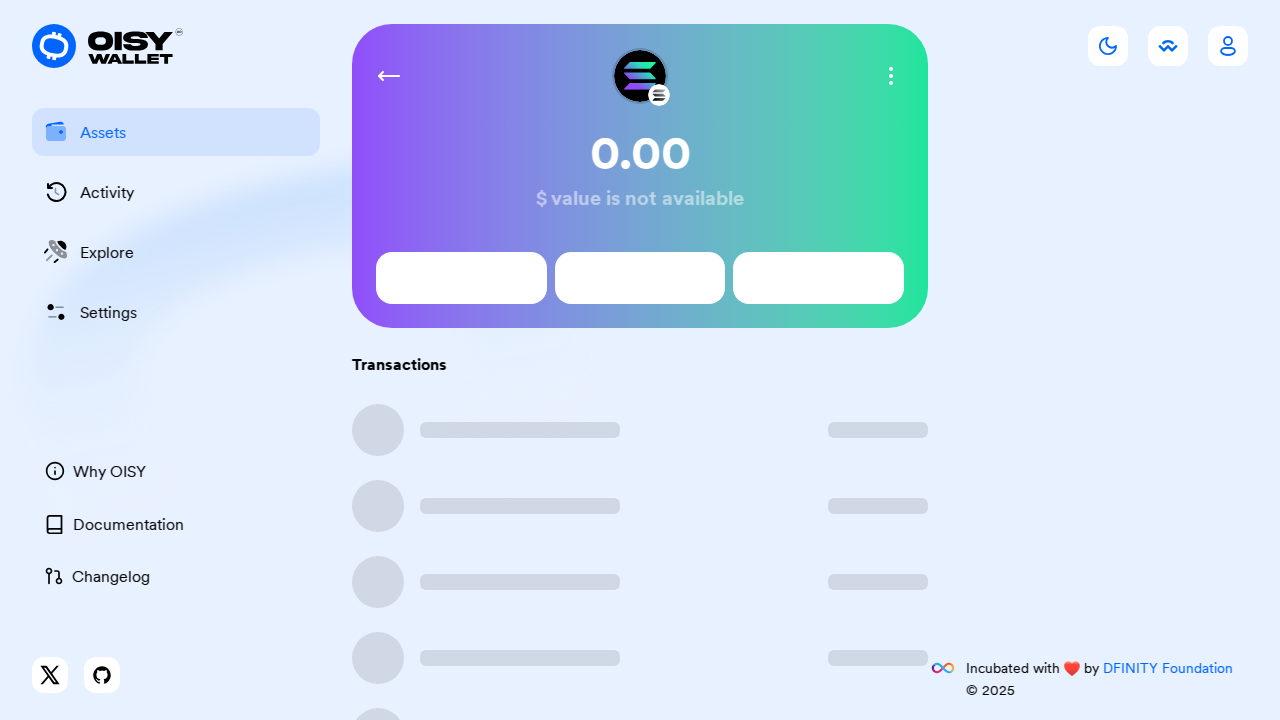 OISY
WALLET
Assets
Activity
Explore
Settings
Why OISY
Documentation
Changelog
0.00
$ value is not available
Transactions
Incubated with ❤️ by DFINITY Foundation
© 2025